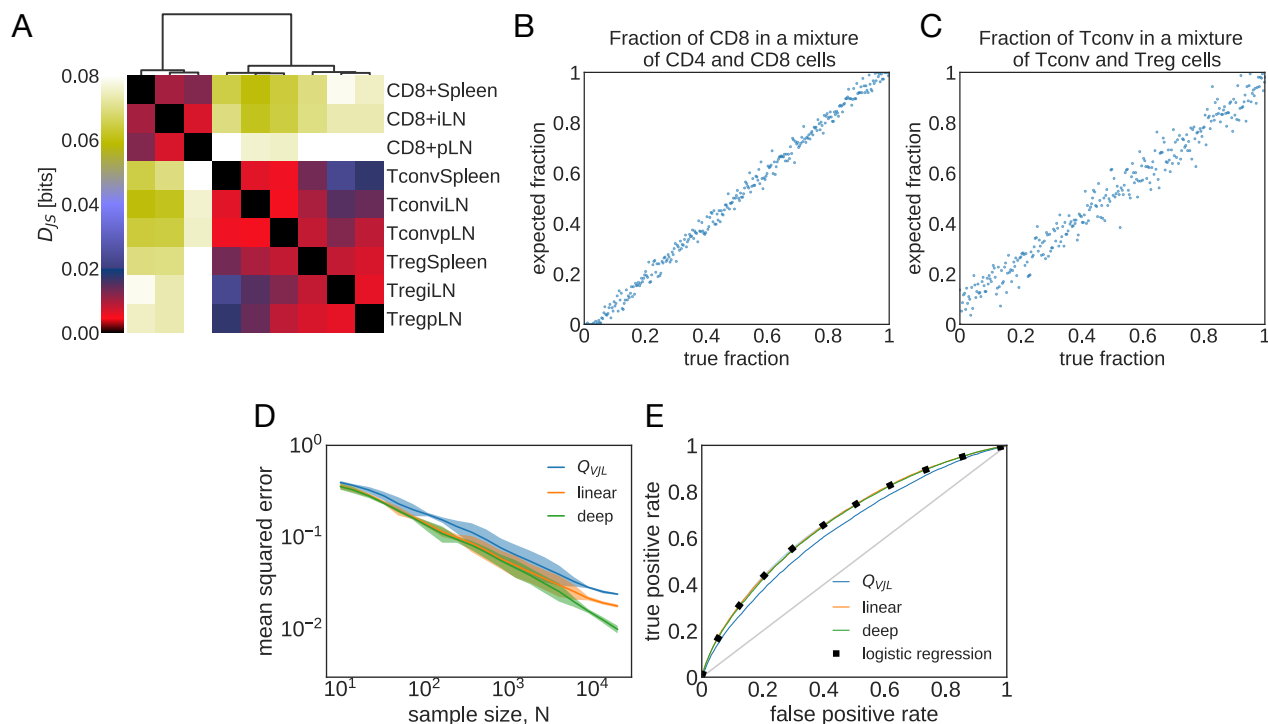 A
0.08
0.06
0.04
0.02
0.00
D_JS [bits]
CD8+Spleen
CD8+iLN
CD8+pLN
TconvSpleen
TconviLN
TconvpLN
TregSpleen
TregiLN
TregpLN
B
Fraction of CD8 in a mixture
of CD4 and CD8 cells
1
0.8
0.6
0.4
0.2
0
expected fraction
0.2
0.4
0.6
0.8
1
true fraction
C
Fraction of Tconv in a mixture
of Tconv and Treg cells
1
0.8
0.6
0.4
0.2
0
expected fraction
0
0.2
0.4
0.6
0.8
1
true fraction
D
10^0
10^-1
10^-2
mean squared error
Q_VJL
linear
deep
10^1
10^2
10^3
10^4
sample size, N
E
1
0.8
0.6
0.4
0.2
0
true positive rate
Q_VJL
linear
deep
logistic regression
0
0.2
0.4
0.6
0.8
1
false positive rate